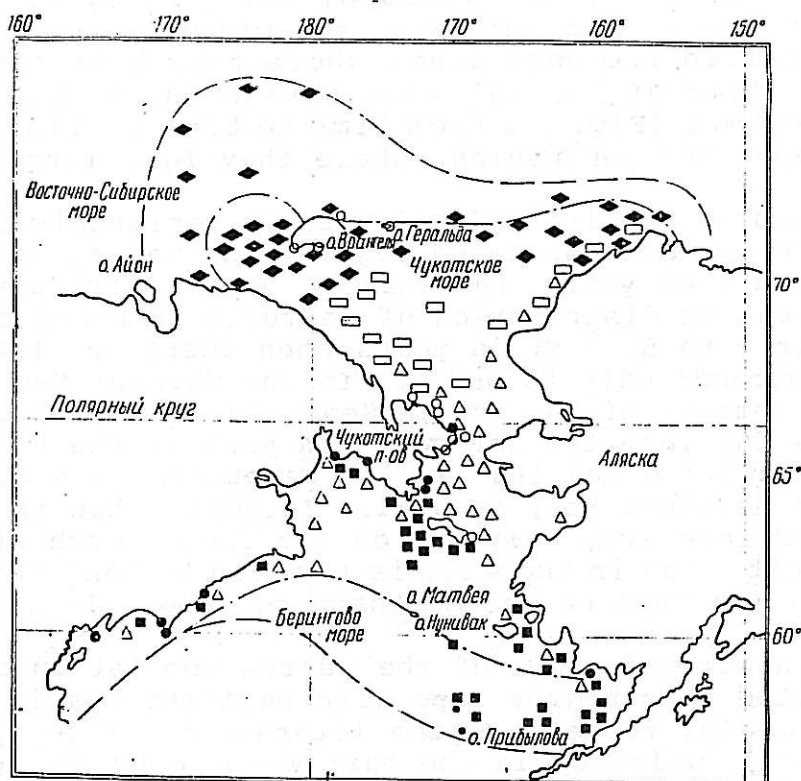 160° 170° 180° 170° 160° 150°
Восточно-Сибирское
море
о.Врангеля
о.Геральда
о.Айон
Чукотское
море
70°
Полярный круг
Чукотский
п-ов
Аляска
65°
о.Матвея
о.Нунивак
Берингово
море
60°
о.Прибылова